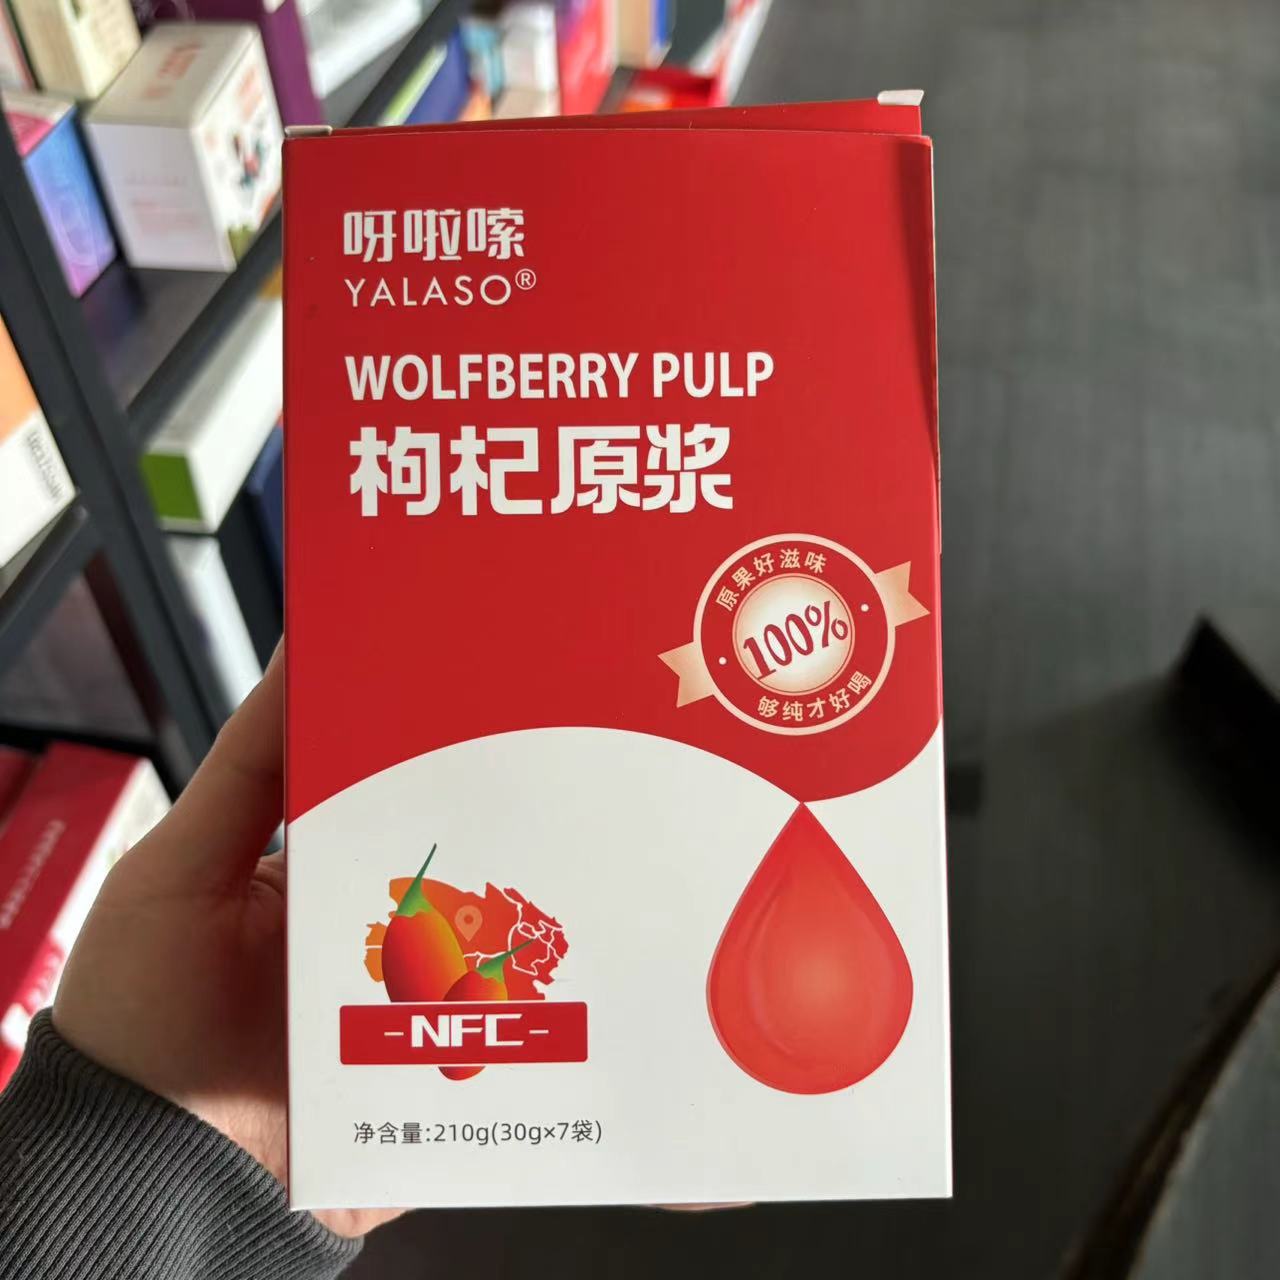 呀啦嗦
YALASO®
WOLFBERRY PULP
枸杞原浆
原果好滋味
100%
够纯才好喝
-NFC-
净含量:210g(30g×7袋)